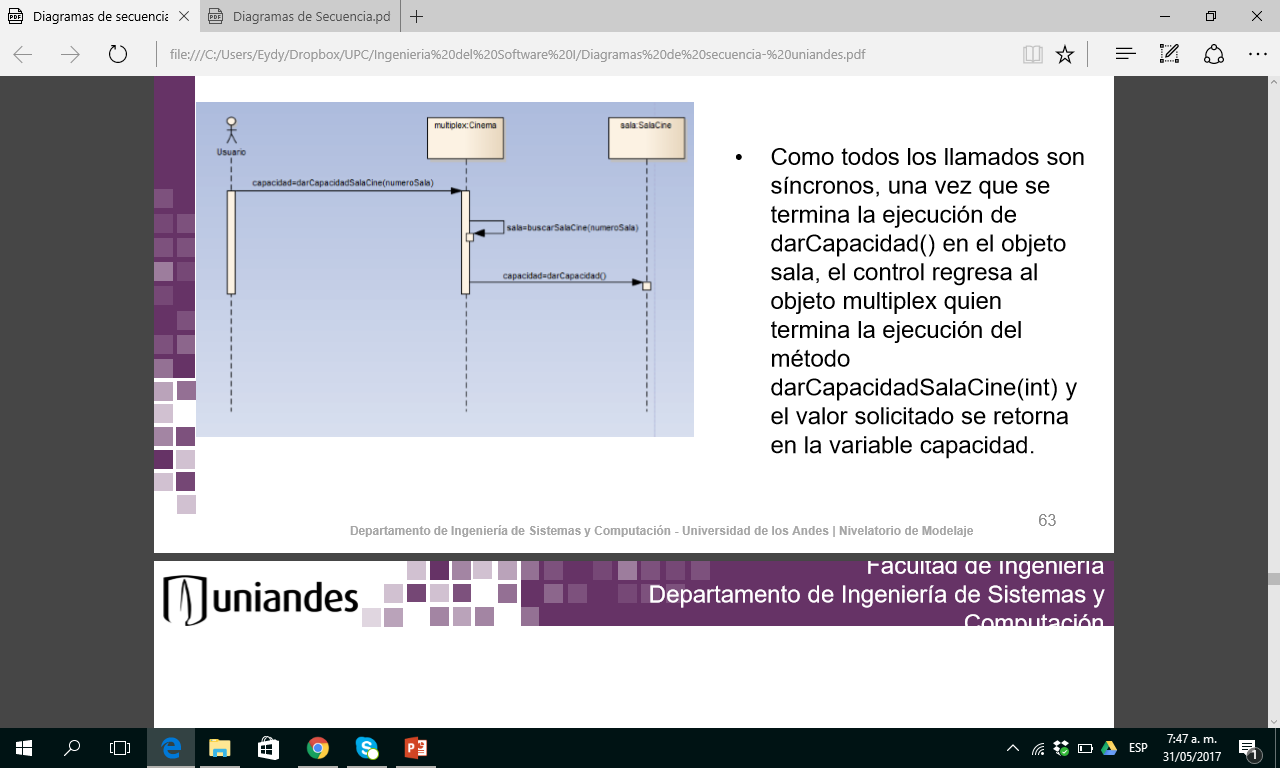 Diagramas de secuencia
Diagramas de Secuencia.pd
file:///C:/Users/Eydy/Dropbox/UPC/Ingenieria%20del%20Software%20I/Diagramas%20de%20secuencia-%20uniandes.pdf
Usuario
multiplex:Cinema
sala:SalaCine
capacidad=darCapacidadSalaCine(numeroSala)
sala=buscarSalaCine(numeroSala)
capacidad=darCapacidad()
• Como todos los llamados son
síncronos, una vez que se
termina la ejecución de
darCapacidad() en el objeto
sala, el control regresa al
objeto multiplex quien
termina la ejecución del
método
darCapacidadSalaCine(int) y
el valor solicitado se retorna
en la variable capacidad.
Departamento de Ingeniería de Sistemas y Computación - Universidad de los Andes | Nivelatorio de Modelaje
63
uniandes
Facultad de Ingeniería
Departamento de Ingeniería de Sistemas y
Computación
ESP
7:47 a. m.
31/05/2017
1